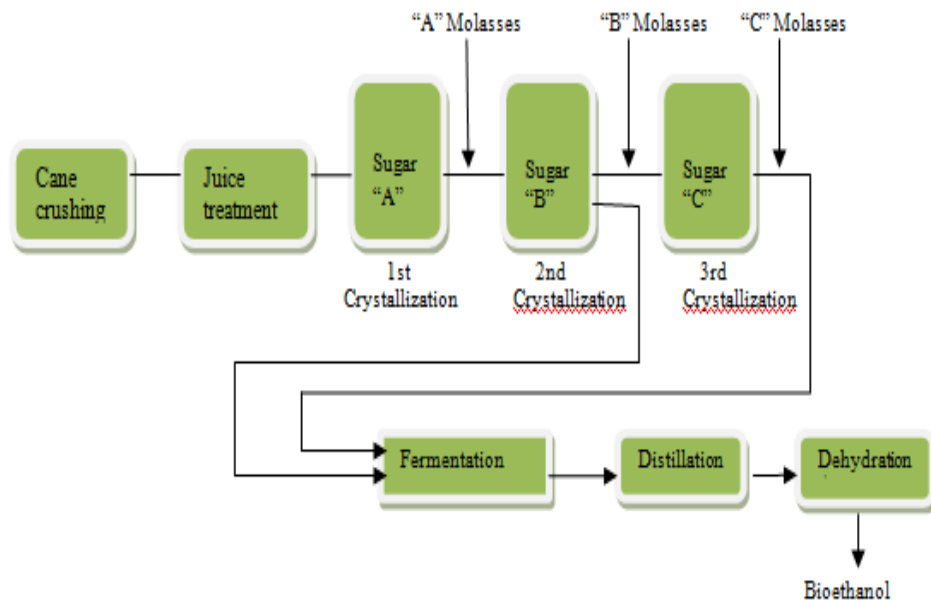 “A” Molasses
“B” Molasses
“C” Molasses
Cane
crushing
Juice
treatment
Sugar
“A”
Sugar
“B”
Sugar
“C”
1st
Crystallization
2nd
Crystallization
3rd
Crystallization
Fermentation
Distillation
Dehydration
Bioethanol